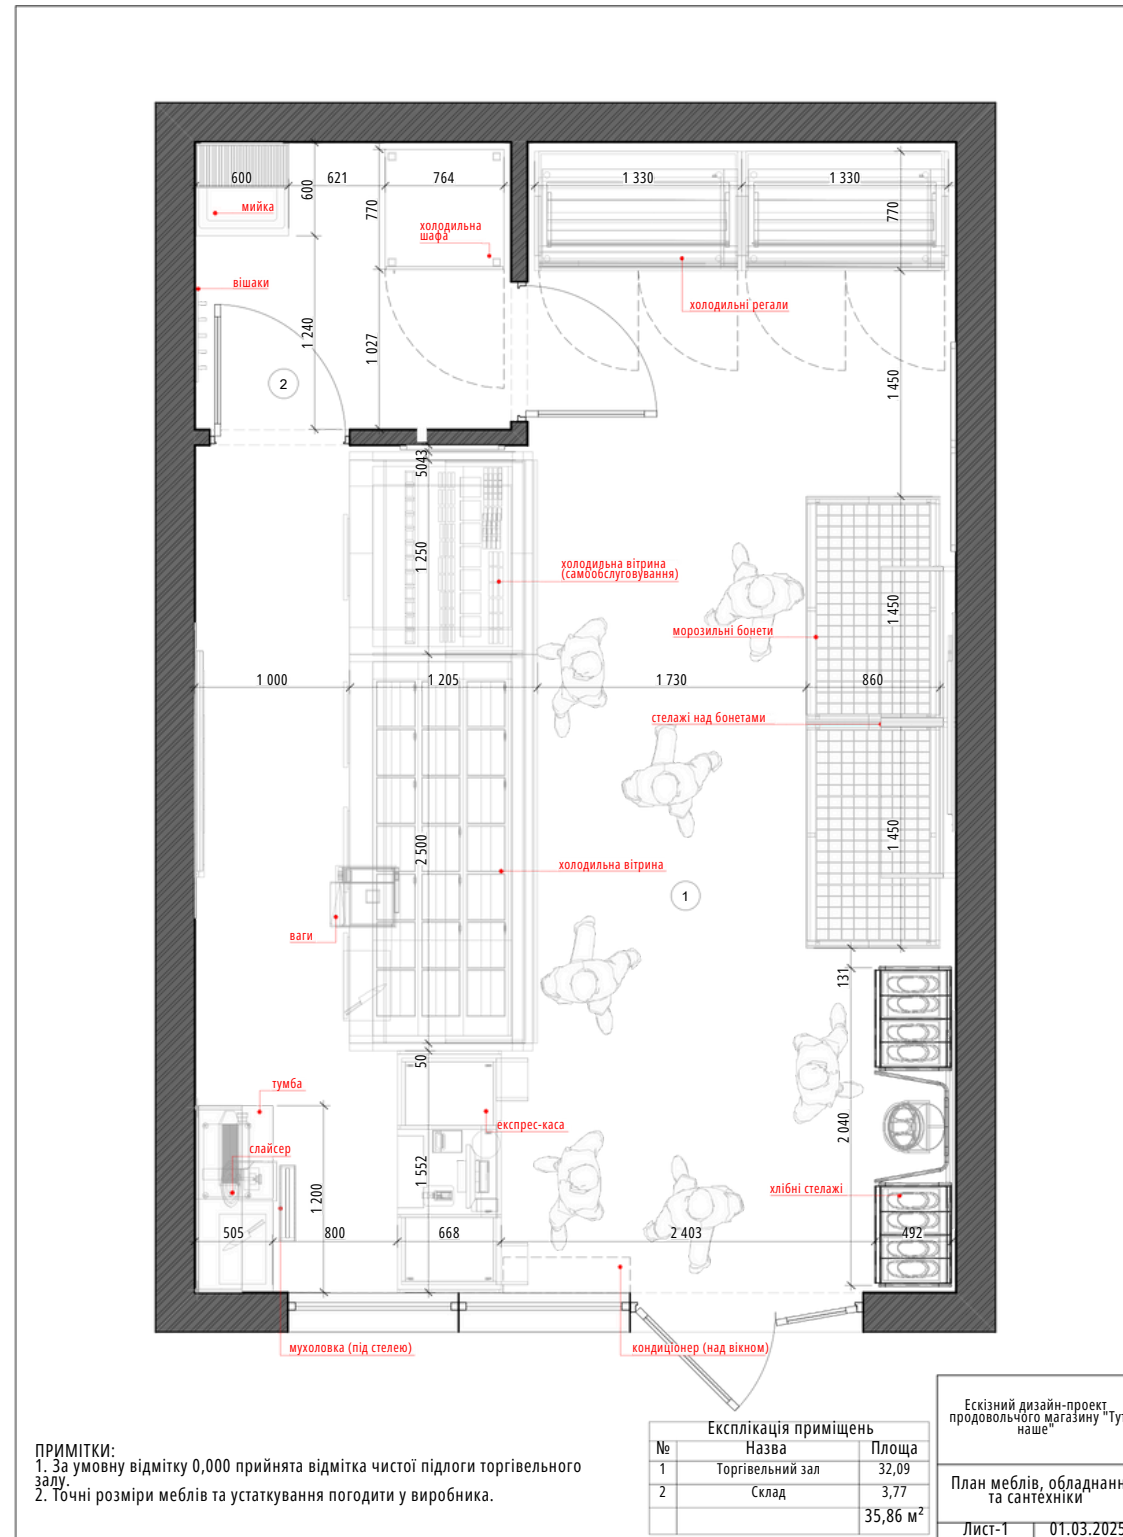 600
621
764
1 330
1 330
600
770
770
мийка
холодильна
шафа
вішаки
холодильні регали
1 240
1 027
2
1 450
5043
1 250
холодильна вітрина
(самообслуговування)
1 450
морозильні бонети
1 000
1 205
1 730
860
стелажі над бонетами
2 500
1 450
холодильна вітрина
1
ваги
131
50
тумба
експрес-каса
2 040
слайсер
1 552
1 200
хлібні стелажі
505
800
668
2 403
492
мухоловка (під стелею)
кондиціонер (над вікном)
ПРИМІТКИ:
1. За умовну відмітку 0,000 прийнята відмітка чистої підлоги торгівельного
залу.
2. Точні розміри меблів та устаткування погодити у виробника.
Експлікація приміщень
№ Назва Площа
1 Торгівельний зал 32,09
2 Склад 3,77
35,86 м²
Ескізний дизайн-проект
продовольчого магазину "Тут
наше"
План меблів, обладнанн
та сантехніки
Лист-1 01.03.2025